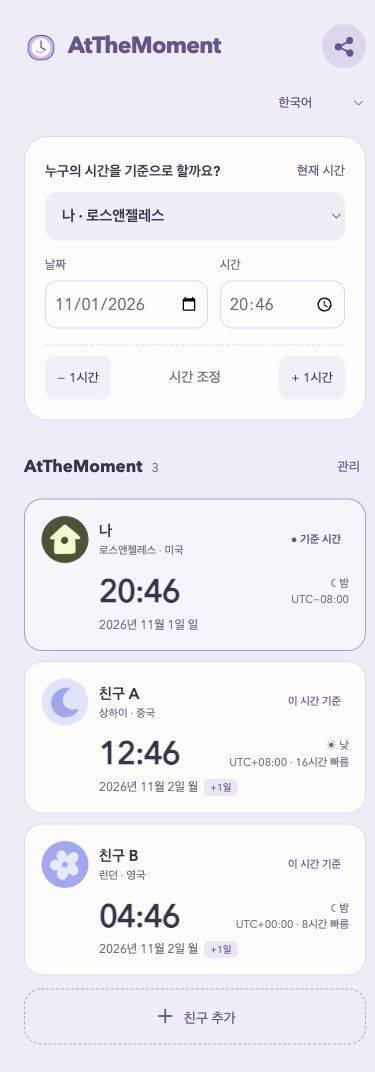 AtTheMoment
한국어
누구의 시간을 기준으로 할까요? 현재 시간
나 · 로스앤젤레스
날짜 시간
11/01/2026 20:46
− 1시간 시간 조정 + 1시간
AtTheMoment 3 관리
나
로스앤젤레스 · 미국
● 기준 시간
20:46
☾ 밤
UTC−08:00
2026년 11월 1일 일
친구 A
상하이 · 중국
이 시간 기준
12:46
☀ 낮
UTC+08:00 · 16시간 빠름
2026년 11월 2일 월 +1일
친구 B
런던 · 영국
이 시간 기준
04:46
☾ 밤
UTC+00:00 · 8시간 빠름
2026년 11월 2일 월 +1일
+ 친구 추가